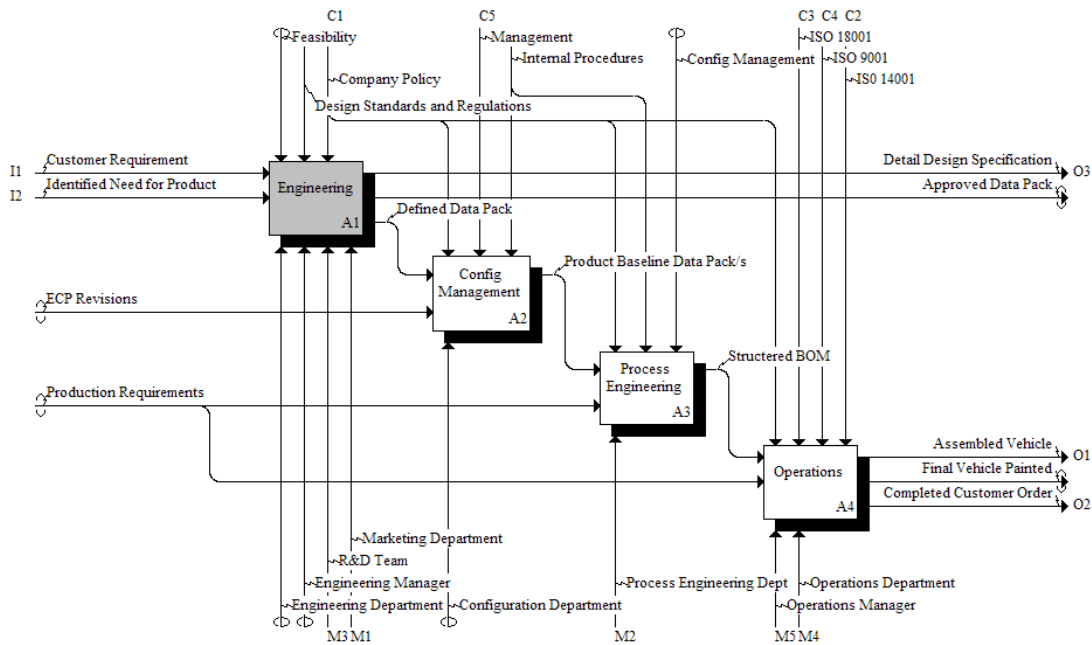 C1
C5
C3 C4 C2
Feasibility
Management
ISO 18001
Internal Procedures
Config Management
ISO 9001
Company Policy
IS0 14001
Design Standards and Regulations
I1
Customer Requirement
Detail Design Specification
O3
I2
Identified Need for Product
Engineering
A1
Approved Data Pack
Defined Data Pack
Config
Management
A2
Product Baseline Data Pack/s
ECP Revisions
Process
Engineering
A3
Structered BOM
Production Requirements
Operations
A4
Assembled Vehicle
O1
Final Vehicle Painted
Completed Customer Order
O2
Marketing Department
R&D Team
Engineering Manager
Process Engineering Dept
Operations Department
Engineering Department
Configuration Department
Operations Manager
M3 M1
M2
M5 M4